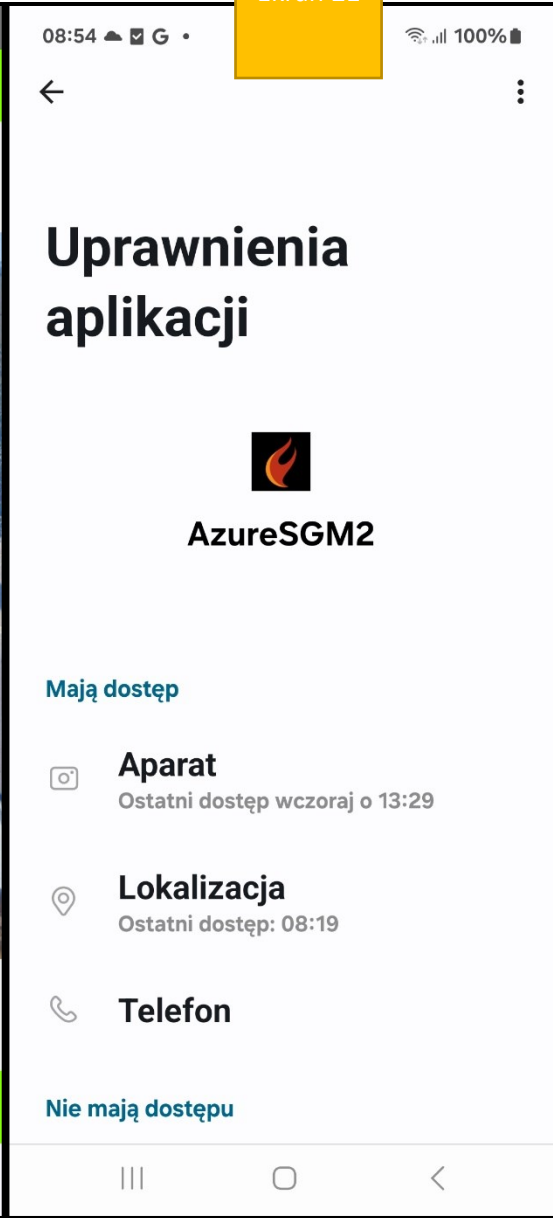 08:54 G
100%
Uprawnienia
aplikacji
AzureSGM2
Mają dostęp
Aparat
Ostatni dostęp wczoraj o 13:29
Lokalizacja
Ostatni dostęp: 08:19
Telefon
Nie mają dostępu